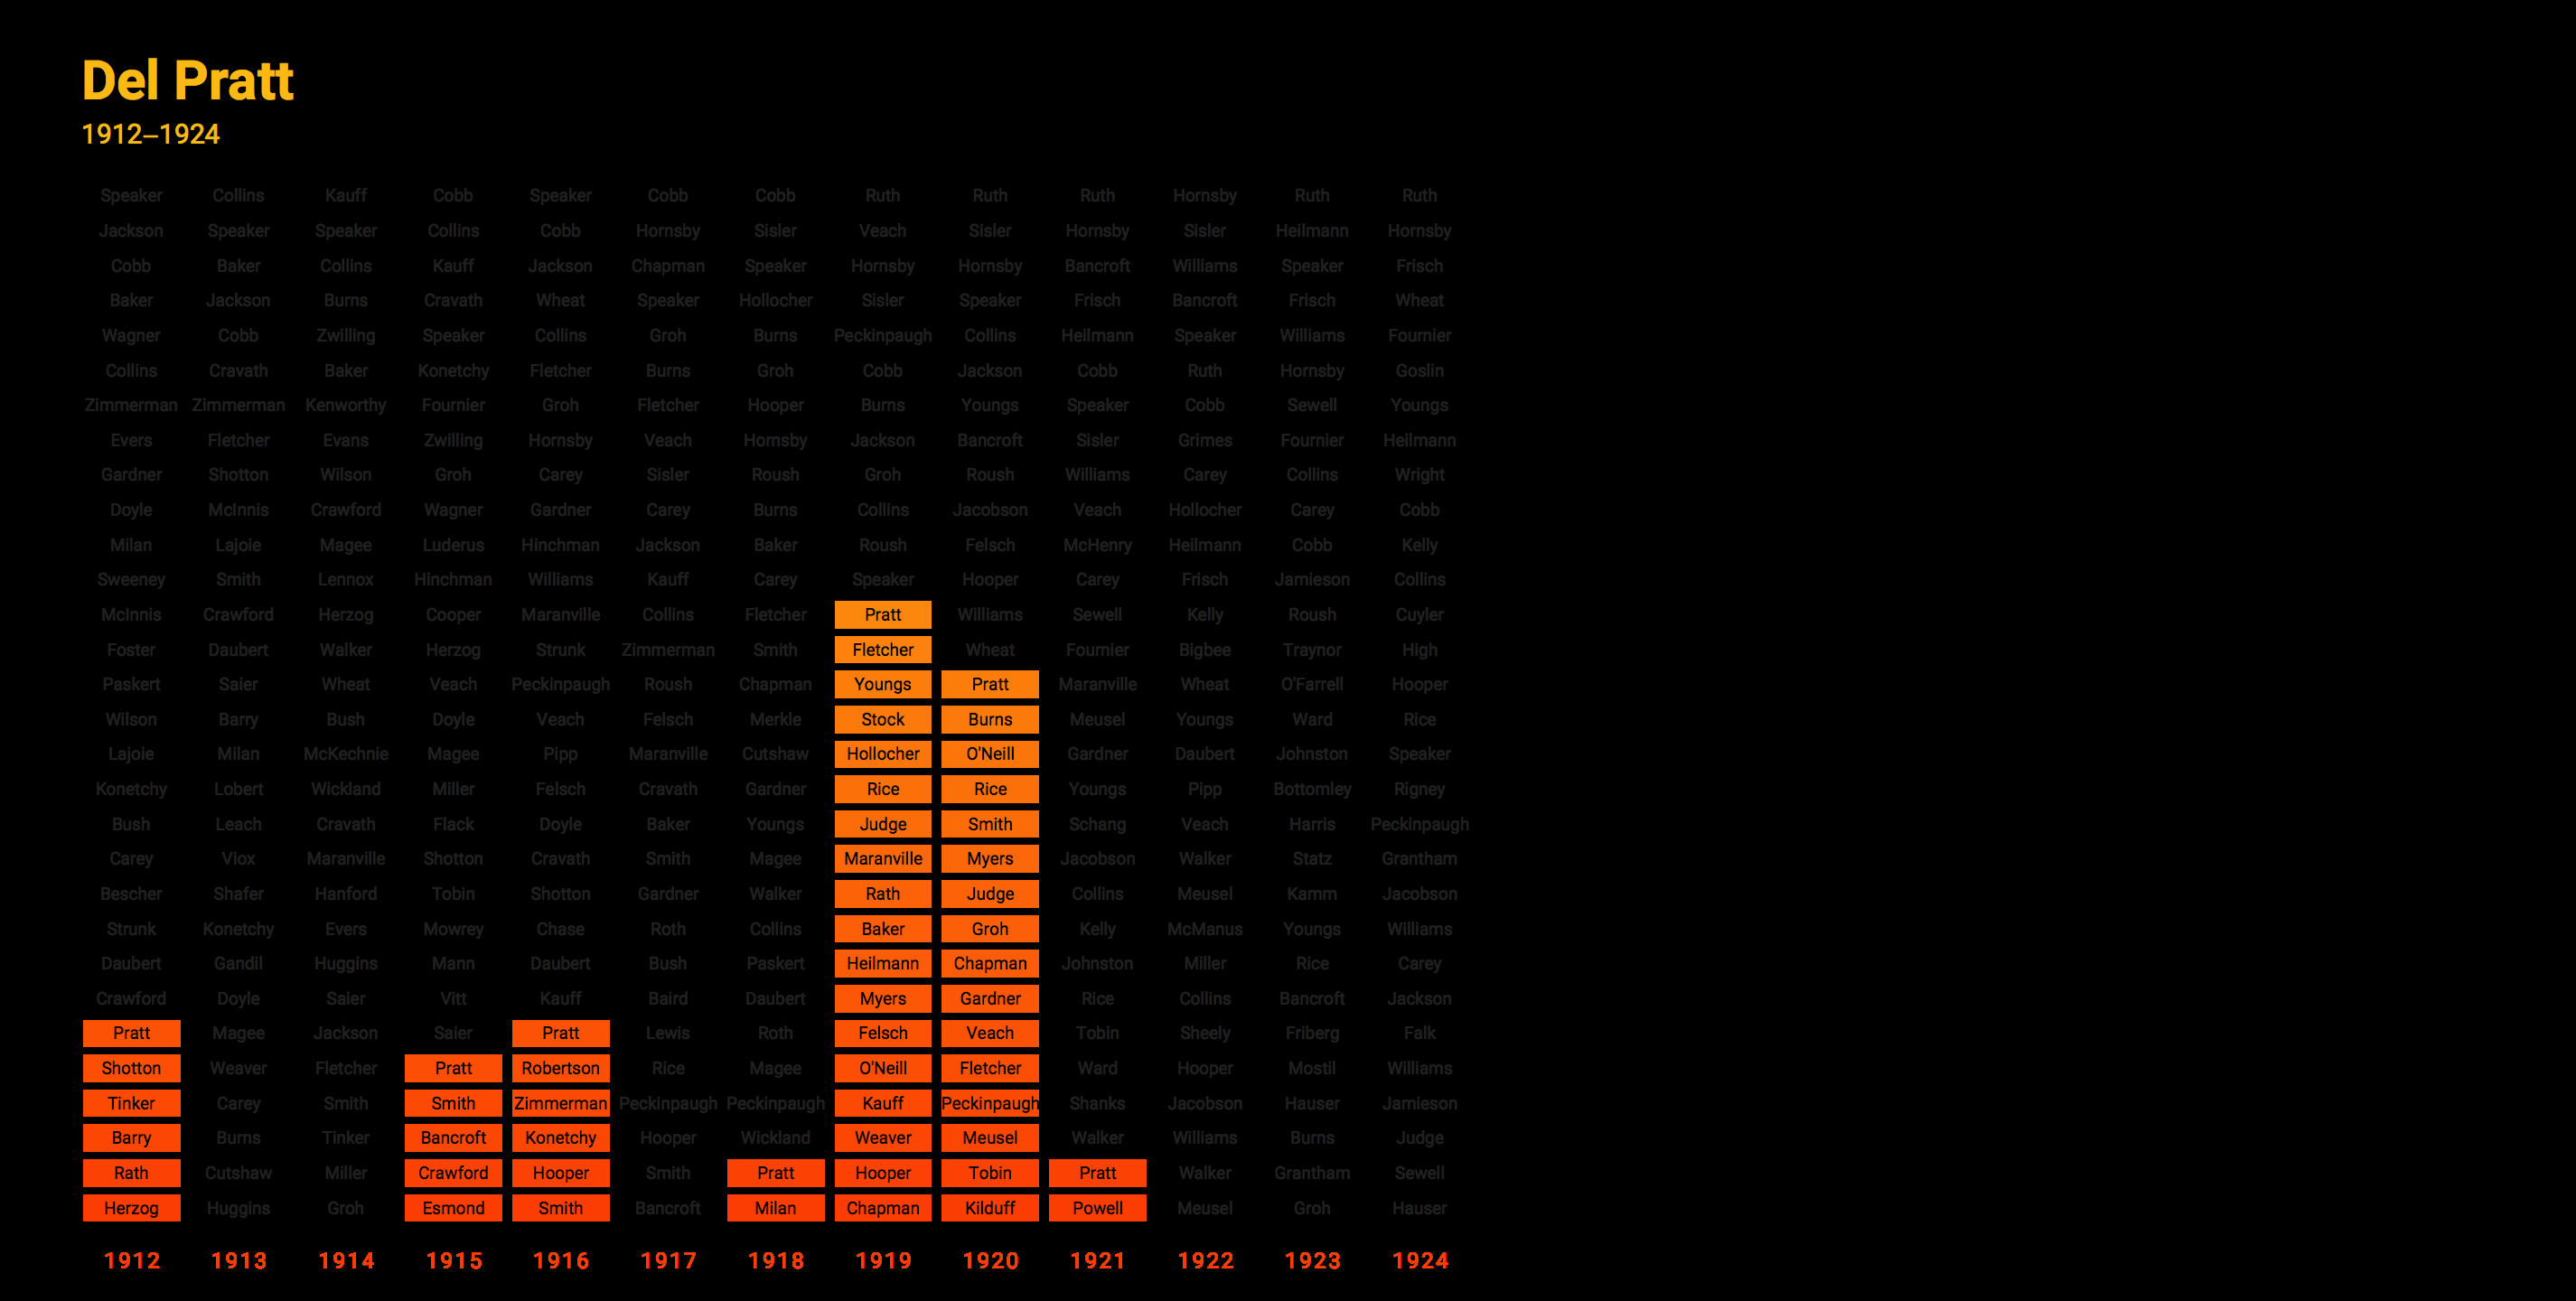 Del Pratt
1912–1924
Speaker Collins Kauff Cobb Speaker Cobb Cobb Ruth Ruth Ruth Hornsby Ruth Ruth
Jackson Speaker Speaker Collins Cobb Hornsby Sisler Veach Sisler Hornsby Sisler Heilmann Hornsby
Cobb Baker Collins Kauff Jackson Chapman Speaker Hornsby Hornsby Bancroft Williams Speaker Frisch
Baker Jackson Burns Cravath Wheat Speaker Hollocher Sisler Speaker Frisch Bancroft Frisch Wheat
Wagner Cobb Zwilling Speaker Collins Groh Burns Peckinpaugh Collins Heilmann Speaker Williams Fournier
Collins Cravath Baker Konetchy Fletcher Burns Groh Cobb Jackson Cobb Ruth Hornsby Goslin
Zimmerman Zimmerman Kenworthy Fournier Groh Fletcher Hooper Burns Youngs Speaker Cobb Sewell Youngs
Evers Fletcher Evans Zwilling Hornsby Veach Hornsby Jackson Bancroft Sisler Grimes Fournier Heilmann
Gardner Shotton Wilson Groh Carey Sisler Roush Groh Roush Williams Carey Collins Wright
Doyle McInnis Crawford Wagner Gardner Carey Burns Collins Jacobson Veach Hollocher Carey Cobb
Milan Lajoie Magee Luderus Hinchman Jackson Baker Roush Felsch McHenry Heilmann Cobb Kelly
Sweeney Smith Lennox Hinchman Williams Kauff Carey Speaker Hooper Carey Frisch Jamieson Collins
McInnis Crawford Herzog Cooper Maranville Collins Fletcher Pratt Williams Sewell Kelly Roush Cuyler
Foster Daubert Walker Herzog Strunk Zimmerman Smith Fletcher Wheat Fournier Bigbee Traynor High
Paskert Saier Wheat Veach Peckinpaugh Roush Chapman Youngs Pratt Maranville Wheat O'Farrell Hooper
Wilson Barry Bush Doyle Veach Felsch Merkle Stock Burns Meusel Youngs Ward Rice
Lajoie Milan McKechnie Magee Pipp Maranville Cutshaw Hollocher O'Neill Gardner Daubert Johnston Speaker
Konetchy Lobert Wickland Miller Felsch Cravath Gardner Rice Rice Youngs Pipp Bottomley Rigney
Bush Leach Cravath Flack Doyle Baker Youngs Judge Smith Schang Veach Harris Peckinpaugh
Carey Viox Maranville Shotton Cravath Smith Magee Maranville Myers Jacobson Walker Statz Grantham
Bescher Shafer Hanford Tobin Shotton Gardner Walker Rath Judge Collins Meusel Kamm Jacobson
Strunk Konetchy Evers Mowrey Chase Roth Collins Baker Groh Kelly McManus Youngs Williams
Daubert Gandil Huggins Mann Daubert Bush Paskert Heilmann Chapman Johnston Miller Rice Carey
Crawford Doyle Saier Vitt Kauff Baird Daubert Myers Gardner Rice Collins Bancroft Jackson
Pratt Magee Jackson Saier Pratt Lewis Roth Felsch Veach Tobin Sheely Friberg Falk
Shotton Weaver Fletcher Pratt Robertson Rice Magee O'Neill Fletcher Ward Hooper Mostil Williams
Tinker Carey Smith Smith Zimmerman Peckinpaugh Peckinpaugh Kauff Peckinpaugh Shanks Jacobson Hauser Jamieson
Barry Burns Tinker Bancroft Konetchy Hooper Wickland Weaver Meusel Walker Williams Burns Judge
Rath Cutshaw Miller Crawford Hooper Smith Pratt Hooper Tobin Pratt Walker Grantham Sewell
Herzog Huggins Groh Esmond Smith Bancroft Milan Chapman Kilduff Powell Meusel Groh Hauser
1912 1913 1914 1915 1916 1917 1918 1919 1920 1921 1922 1923 1924